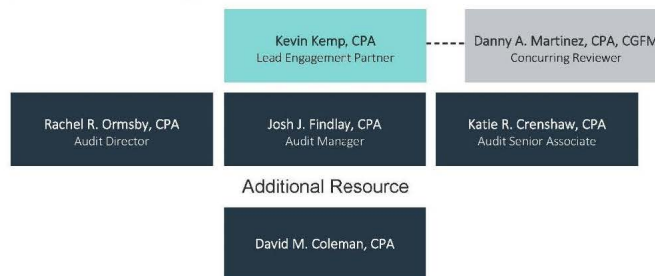 Kevin Kemp, CPA
Lead Engagement Partner
Danny A. Martinez, CPA, CGFM
Concurring Reviewer
Rachel R. Ormsby, CPA
Audit Director
Josh J. Findlay, CPA
Audit Manager
Katie R. Crenshaw, CPA
Audit Senior Associate
Additional Resource
David M. Coleman, CPA